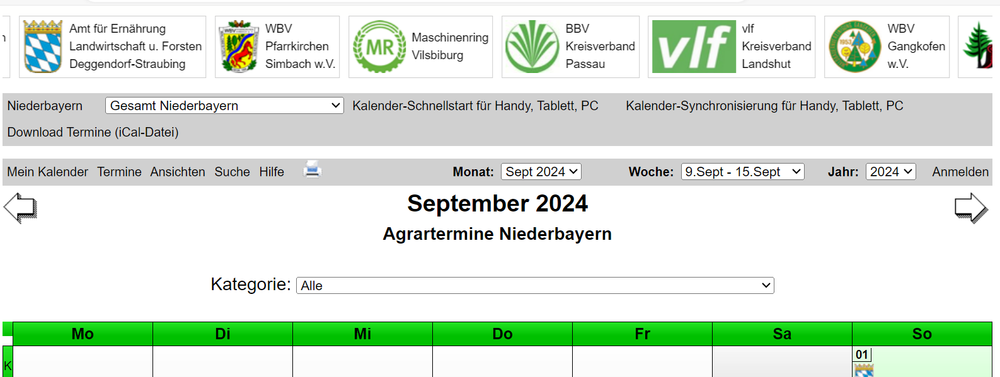 Amt für Ernährung
Landwirtschaft u. Forsten
Deggendorf-Straubing
WBV
Pfarrkirchen
Simbach w.V.
MR
Maschinenring
Vilsbiburg
BBV
Kreisverband
Passau
vlf
vlf
Kreisverband
Landshut
1953
WBV
Gangkofen
w.V.
Niederbayern Gesamt Niederbayern Kalender-Schnellstart für Handy, Tablett, PC Kalender-Synchronisierung für Handy, Tablett, PC
Download Termine (iCal-Datei)
Mein Kalender Termine Ansichten Suche Hilfe Monat: Sept 2024 Woche: 9.Sept - 15.Sept Jahr: 2024 Anmelden
September 2024
Agrartermine Niederbayern
Kategorie: Alle
Mo Di Mi Do Fr Sa So
K 01